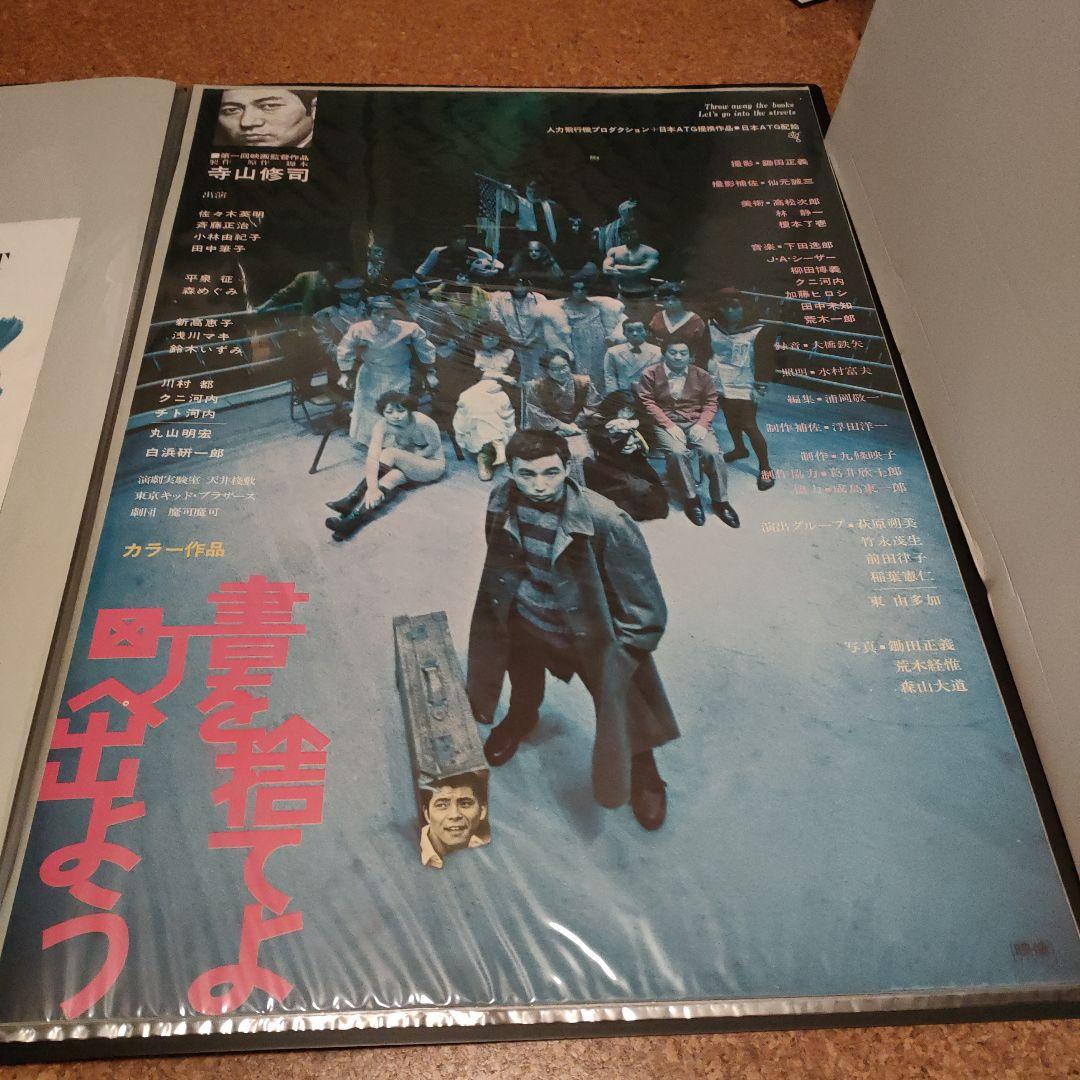 Throw away the books
Let's go into the streets
人力飛行機プロダクション+日本ATG提携作品■日本ATG配給
■第一回映画監督作品
製作 原作 脚本
寺山修司
出演
佐々木英明
斉藤正治
小林由紀子
田中筆子
平泉 征
森めぐみ
新高恵子
浅川マキ
鈴木いずみ
川村 都
クニ河内
チト河内
丸山明宏
白浜研一郎
演劇実験室 天井桟敷
東京キッド・ブラザース
劇団 魔可魔可
カラー作品
撮影■鋤田正義
撮影補佐■仙元誠三
美術■高松次郎
林 静一
榎本了壱
音楽■下田逸郎
J・A・シーザー
柳田博義
クニ河内
加藤ヒロシ
田中未知
荒木一郎
録音■大橋鉄矢
照明■水村富夫
編集■浦岡敬一
制作補佐■浮田洋一
制作■九條映子
制作協力■葛井欣士郎
協力■成島東一郎
演出グループ■萩原朔美
竹永茂生
前田律子
稲葉憲仁
東 由多加
写真■鋤田正義
荒木経惟
森山大道
書を捨てよ
町へ出よう
映倫
T